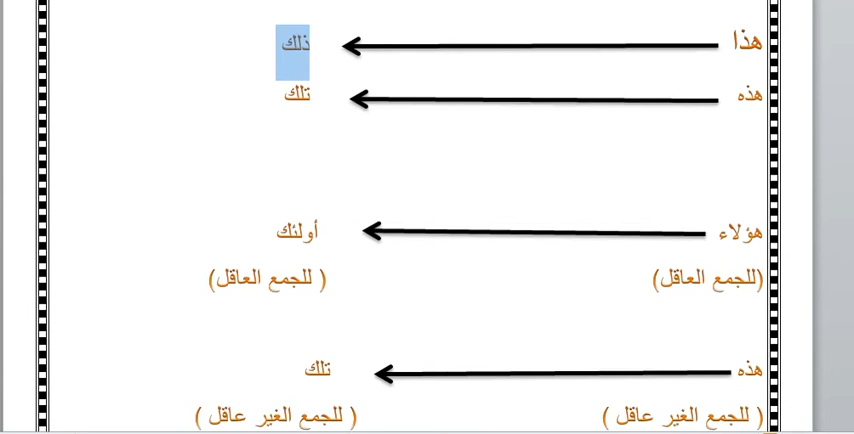 هذا ذلك
هذه تلك
هؤلاء أولئك
(للجمع العاقل) ( للجمع العاقل)
هذه تلك
( للجمع الغير عاقل ) ( للجمع الغير عاقل )